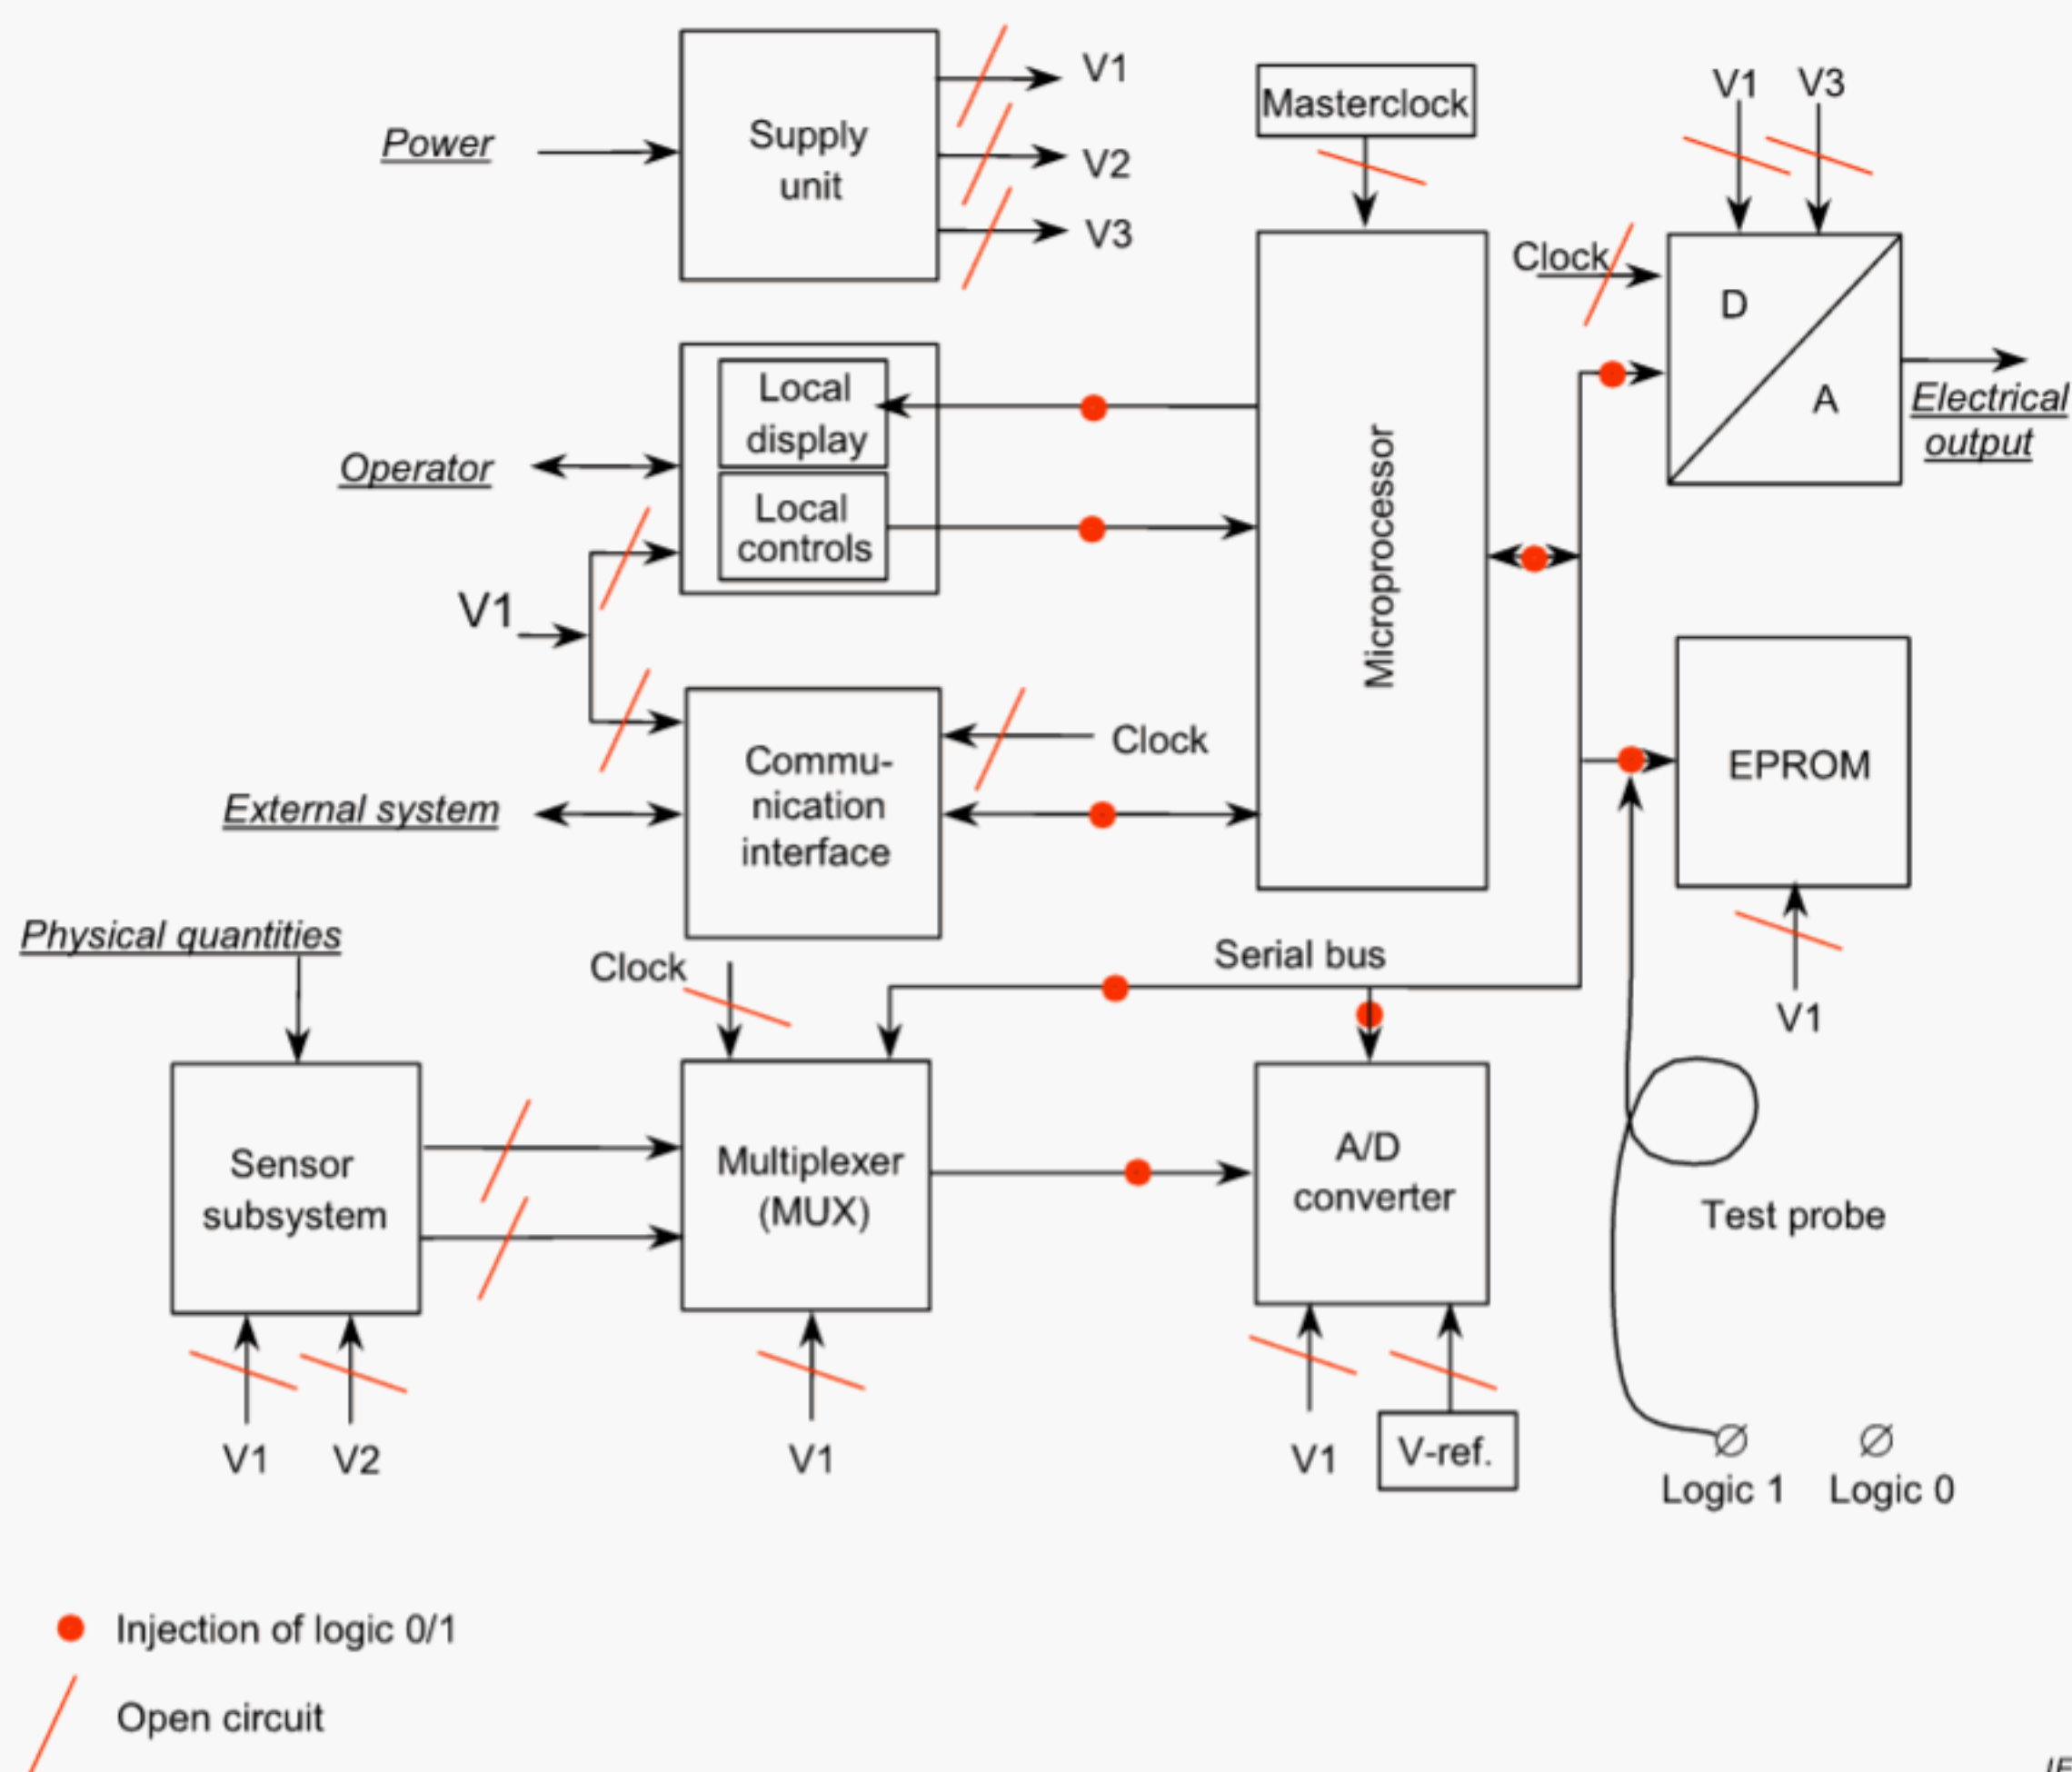 Power
Supply
unit
V1
V2
V3
Masterclock
V1
V3
Clock
D
A
Electrical
output
Operator
Local
display
Local
controls
V1
Microprocessor
External system
Commu-
nication
interface
Clock
EPROM
V1
Physical quantities
Clock
Serial bus
Sensor
subsystem
V1
V2
Multiplexer
(MUX)
V1
A/D
converter
V1
V-ref.
Test probe
Logic 1
Logic 0
Injection of logic 0/1
Open circuit